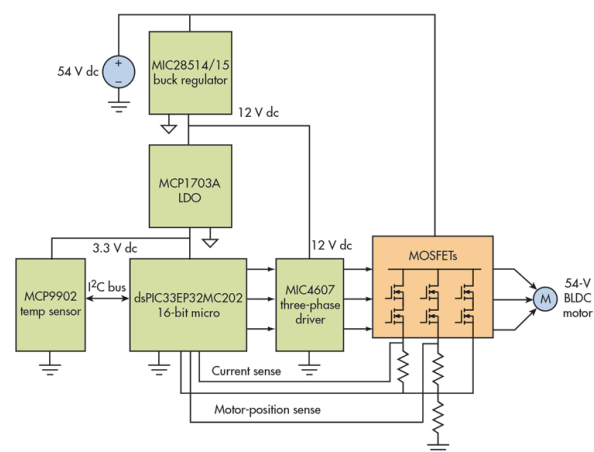 54 V dc
+
–
MIC28514/15
buck regulator
12 V dc
MCP1703A
LDO
3.3 V dc
12 V dc
MCP9902
temp sensor
I²C bus
dsPIC33EP32MC202
16-bit micro
MIC4607
three-phase
driver
MOSFETs
M
54-V
BLDC
motor
Current sense
Motor-position sense